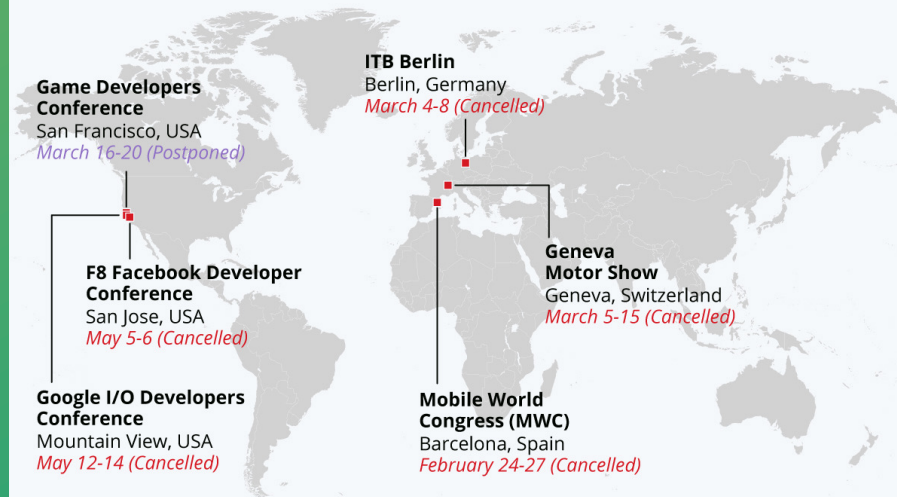 Game Developers
Conference
San Francisco, USA
March 16-20 (Postponed)
ITB Berlin
Berlin, Germany
March 4-8 (Cancelled)
F8 Facebook Developer
Conference
San Jose, USA
May 5-6 (Cancelled)
Geneva
Motor Show
Geneva, Switzerland
March 5-15 (Cancelled)
Google I/O Developers
Conference
Mountain View, USA
May 12-14 (Cancelled)
Mobile World
Congress (MWC)
Barcelona, Spain
February 24-27 (Cancelled)